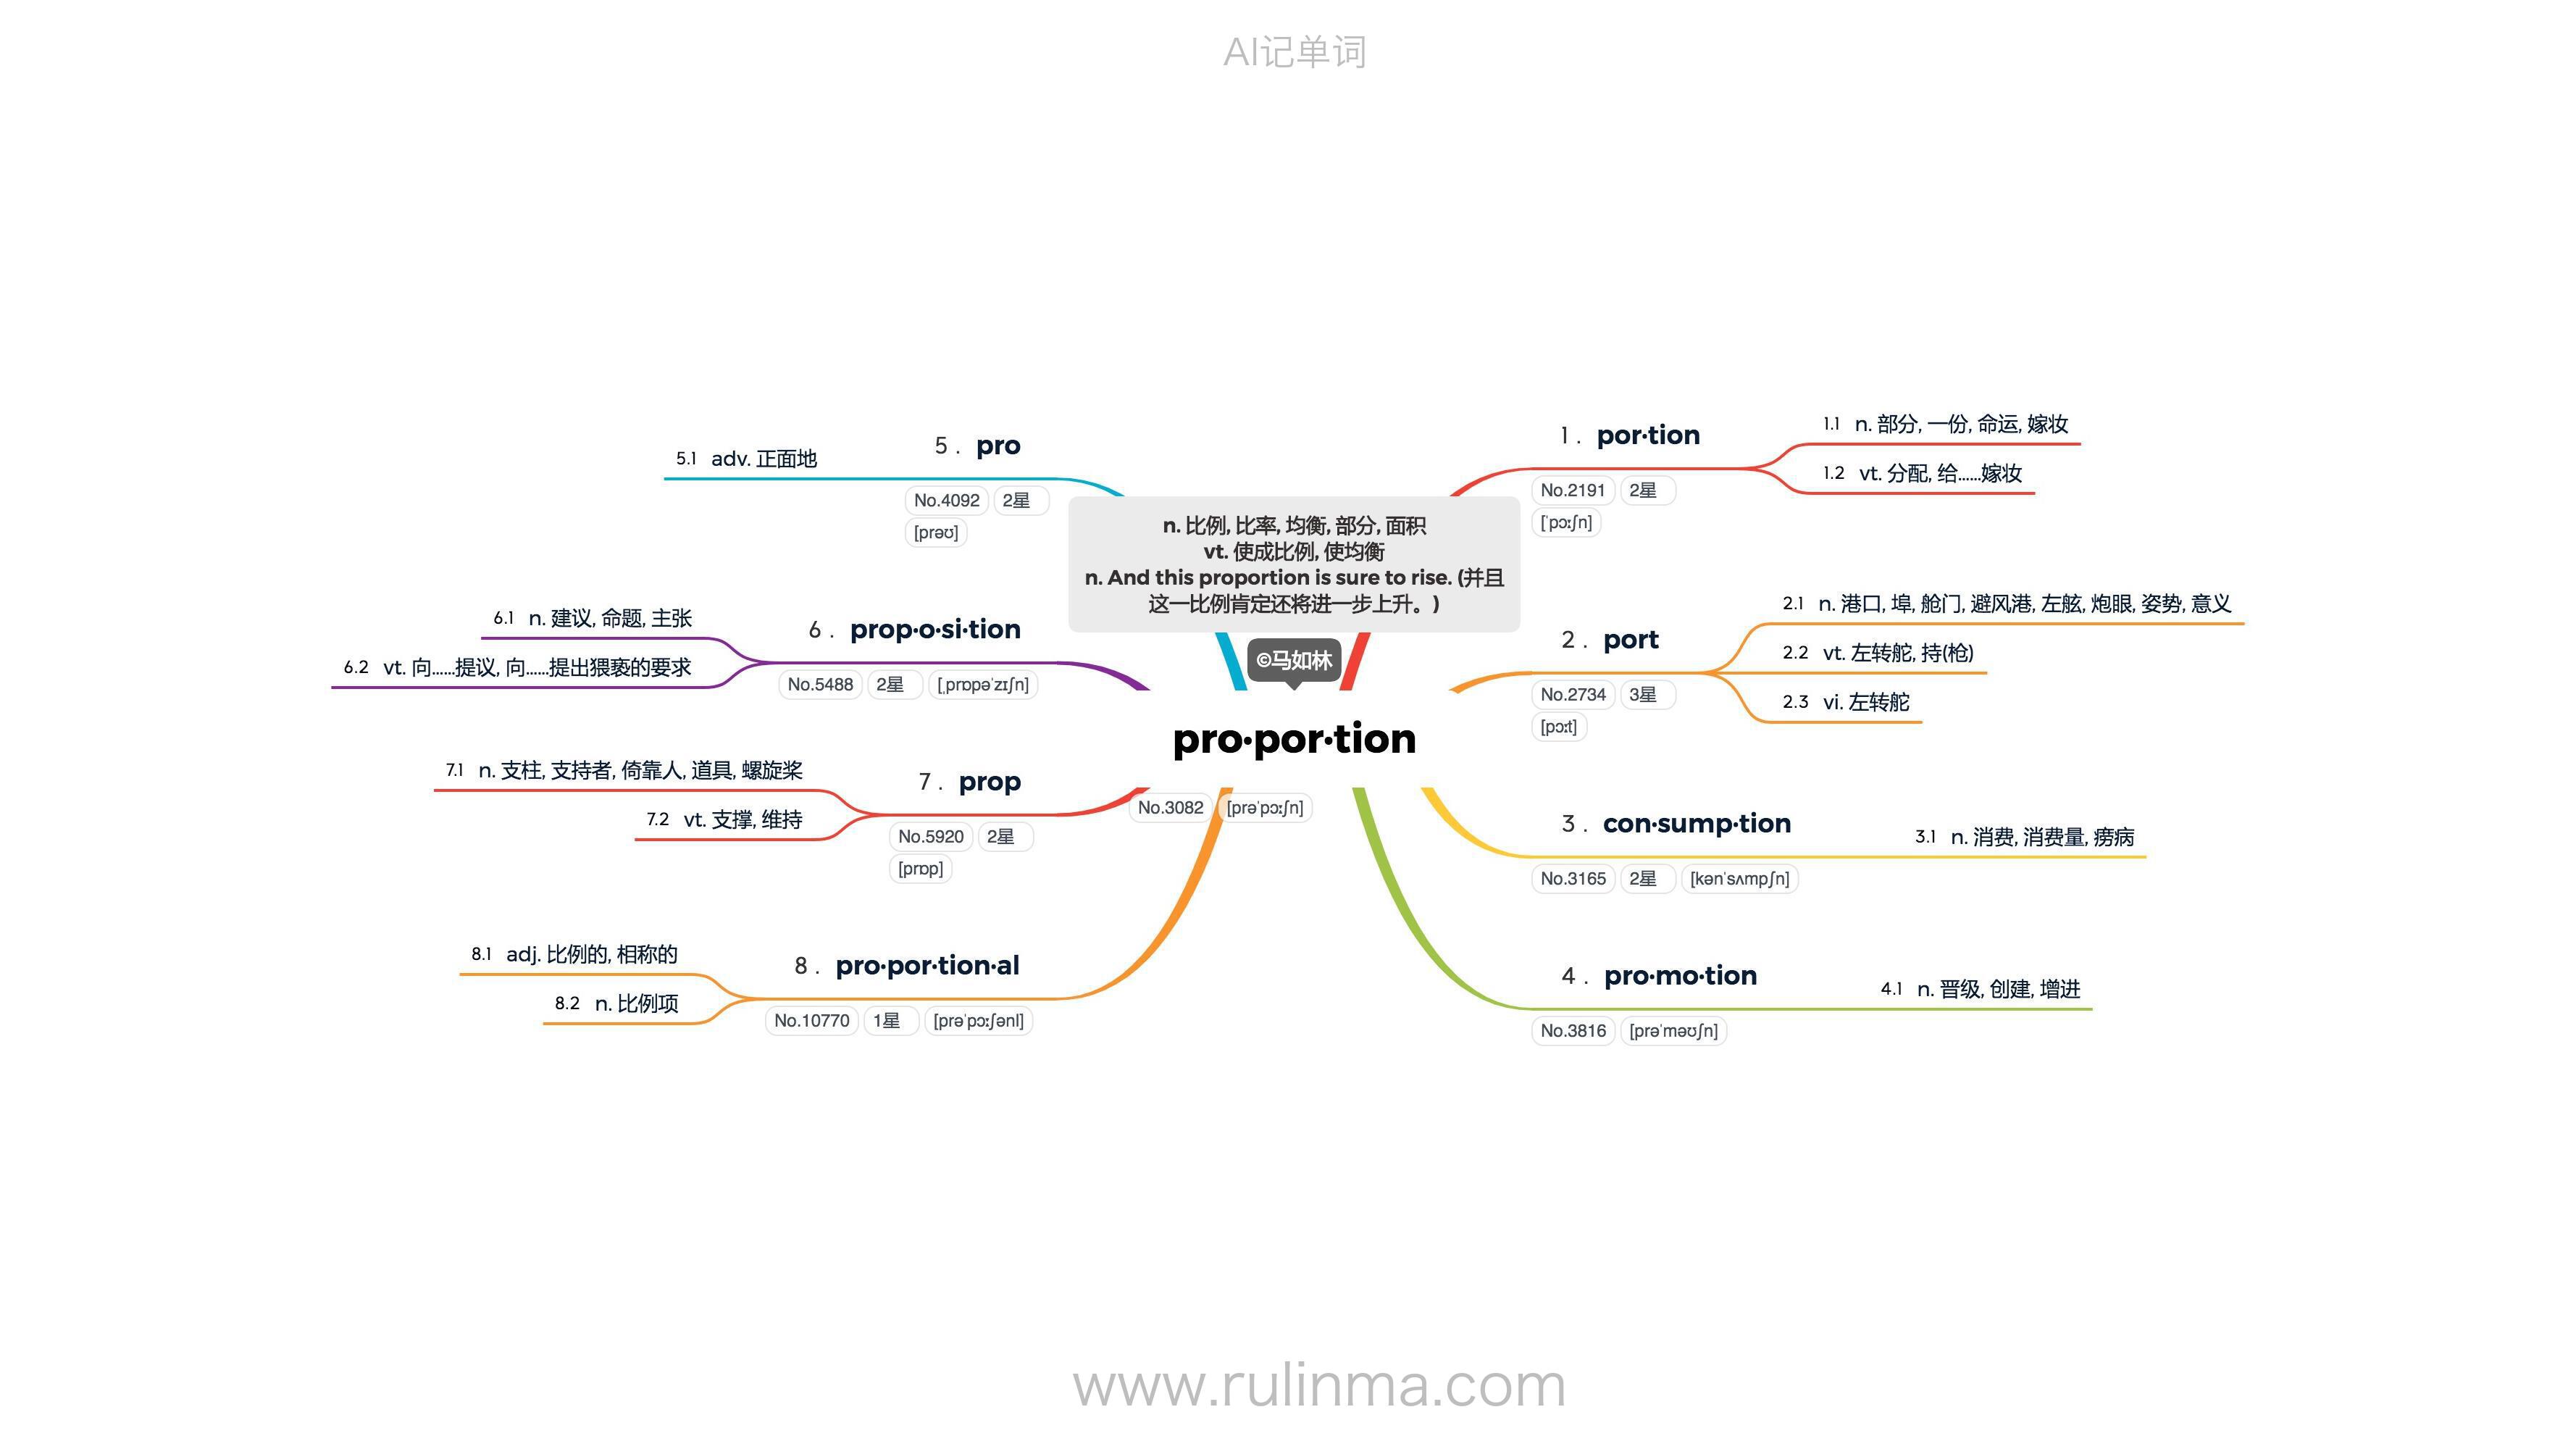 AI记单词
n. 比例, 比率, 均衡, 部分, 面积
vt. 使成比例, 使均衡
n. And this proportion is sure to rise. (并且
这一比例肯定还将进一步上升。)
©马如林
pro·por·tion
No.3082 [prəˈpɔːʃn]
1 . por·tion
No.2191 2星
[ˈpɔːʃn]
1.1 n. 部分, 一份, 命运, 嫁妆
1.2 vt. 分配, 给......嫁妆
2 . port
No.2734 3星
[pɔːt]
2.1 n. 港口, 埠, 舱门, 避风港, 左舷, 炮眼, 姿势, 意义
2.2 vt. 左转舵, 持(枪)
2.3 vi. 左转舵
3 . con·sump·tion
No.3165 2星 [kənˈsʌmpʃn]
3.1 n. 消费, 消费量, 痨病
4 . pro·mo·tion
No.3816 [prəˈməʊʃn]
4.1 n. 晋级, 创建, 增进
5 . pro
No.4092 2星
[prəʊ]
5.1 adv. 正面地
6 . prop·o·si·tion
No.5488 2星 [ˌprɒpəˈzɪʃn]
6.1 n. 建议, 命题, 主张
6.2 vt. 向......提议, 向......提出猥亵的要求
7 . prop
No.5920 2星
[prɒp]
7.1 n. 支柱, 支持者, 倚靠人, 道具, 螺旋桨
7.2 vt. 支撑, 维持
8 . pro·por·tion·al
No.10770 1星 [prəˈpɔːʃənl]
8.1 adj. 比例的, 相称的
8.2 n. 比例项
www.rulinma.com